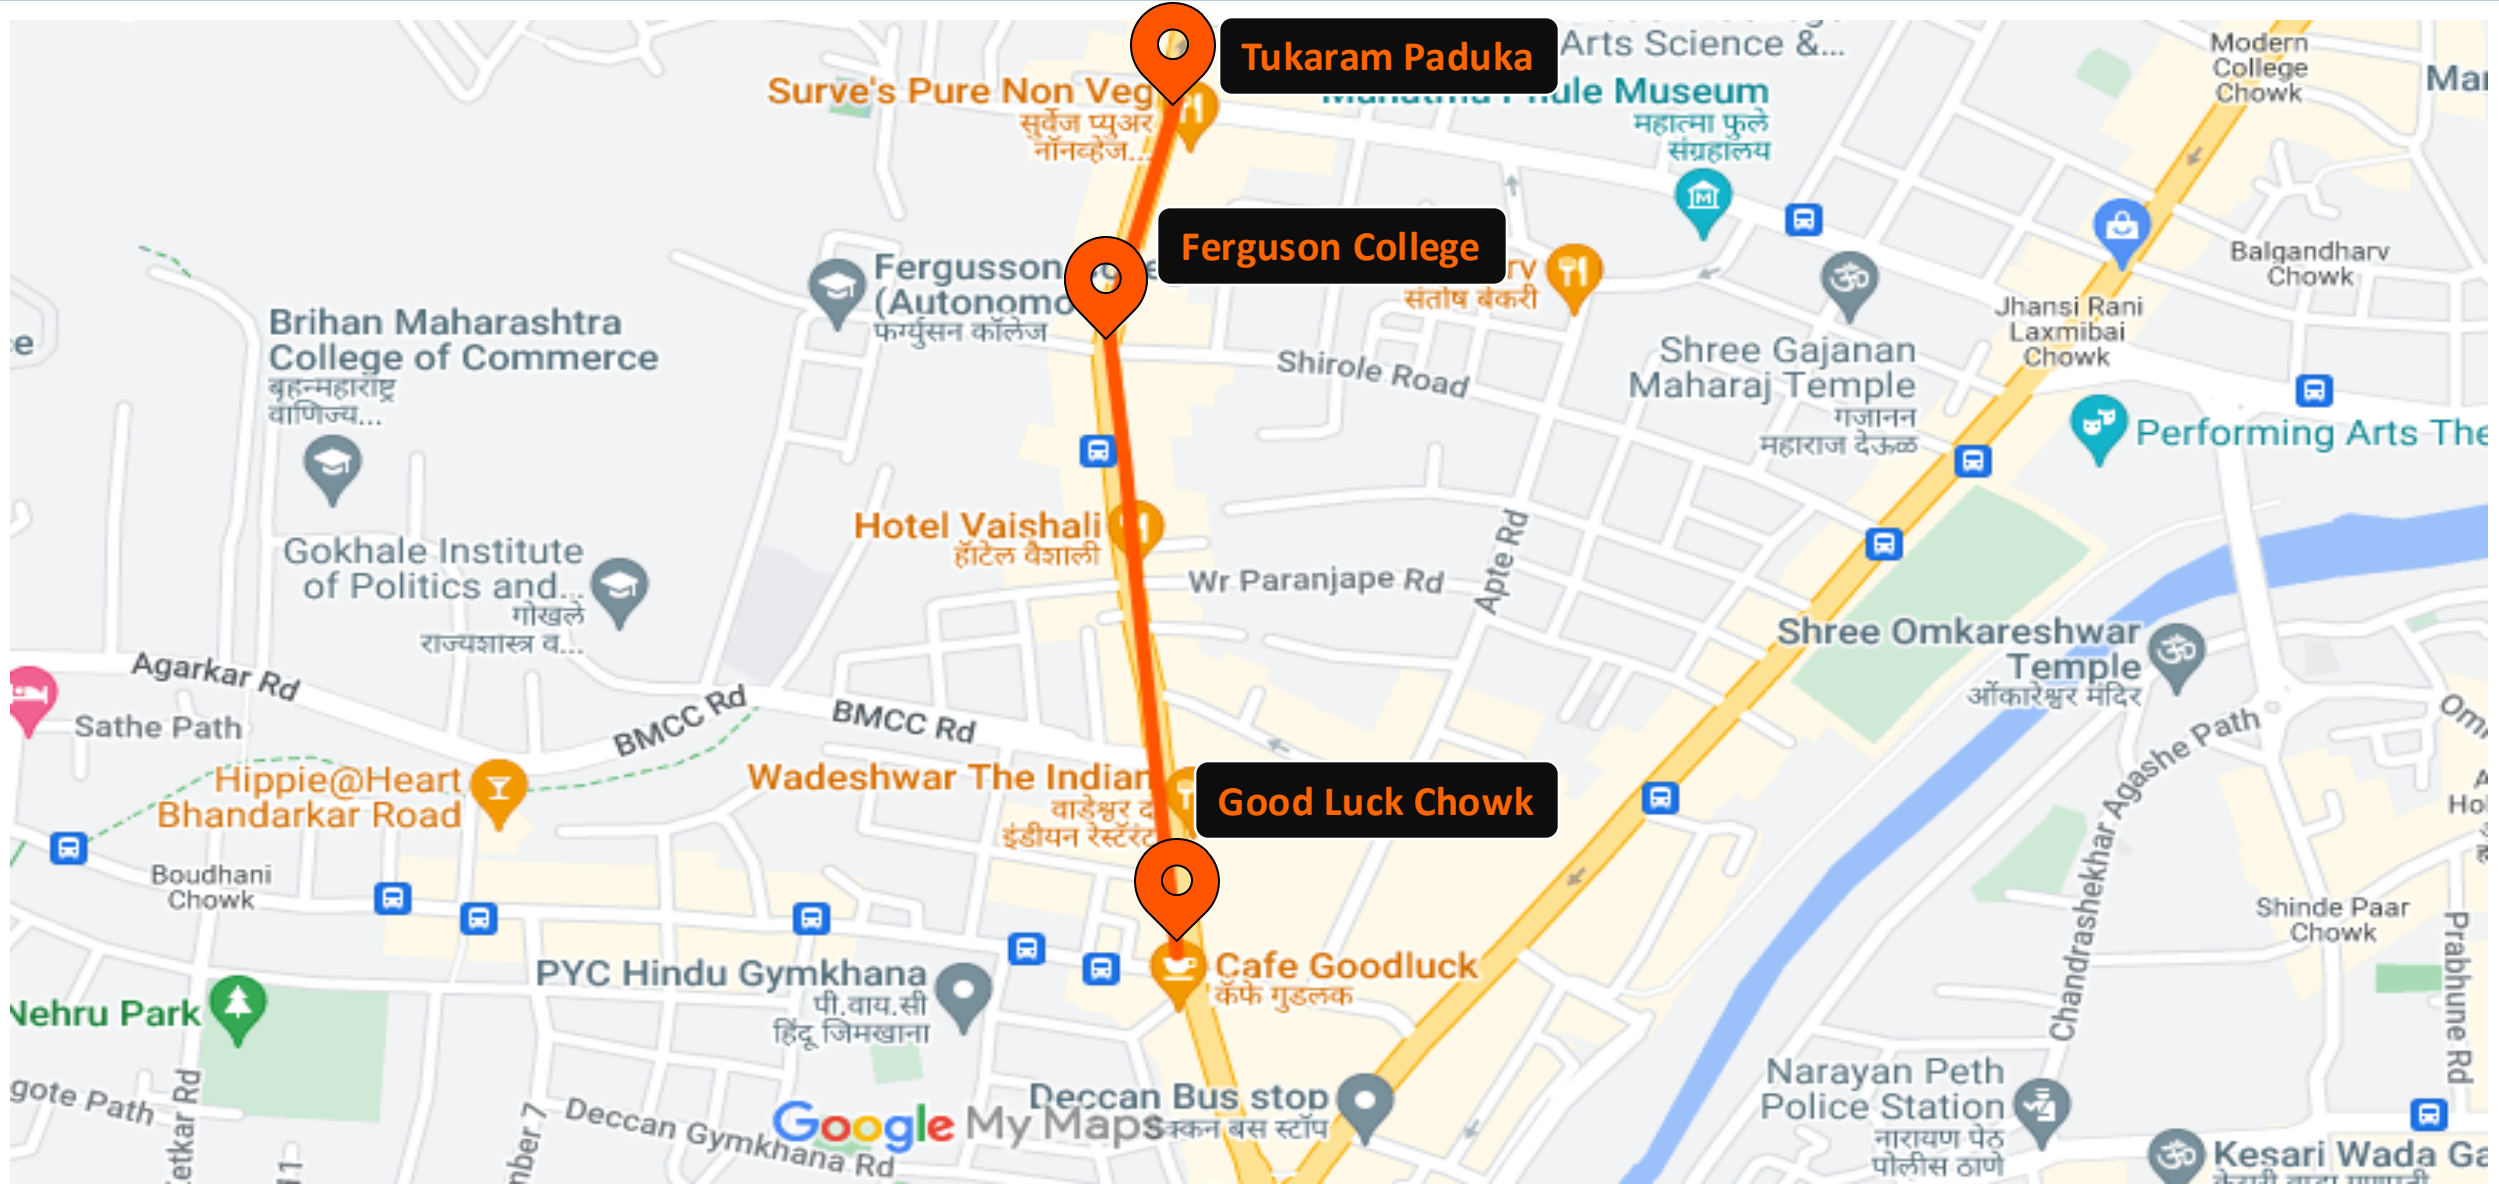 Tukaram Paduka
Arts Science &...
Modern
College
Chowk
Surve's Pure Non Veg
सुर्वेज प्युअर
नॉनव्हेज...
Museum
महात्मा फुले
संग्रहालय
Ferguson College
Fergusson
(Autonomo
फर्ग्युसन कॉलेज
संतोष बेकरी
Balgandharv
Chowk
Brihan Maharashtra
College of Commerce
बृहन्महाराष्ट्र
वाणिज्य...
Jhansi Rani
Laxmibai
Chowk
Shirole Road
Shree Gajanan
Maharaj Temple
गजानन
महाराज देऊळ
Performing Arts The
Hotel Vaishali
हॉटेल वैशाली
Gokhale Institute
of Politics and...
गोखले
राज्यशास्त्र व...
Wr Paranjape Rd
Apte Rd
Shree Omkareshwar
Temple
ओंकारेश्वर मंदिर
Agarkar Rd
Sathe Path
BMCC Rd
BMCC Rd
Hippie@Heart
Bhandarkar Road
Wadeshwar The Indian
वाडेश्वर द
इंडीयन रेस्टॉरंट
Good Luck Chowk
Chandrashekhar Agashe Path
Boudhani
Chowk
Shinde Paar
Chowk
Prabhune Rd
PYC Hindu Gymkhana
पी.वाय.सी
हिंदू जिमखाना
Cafe Goodluck
कॅफे गुडलक
Nehru Park
Deccan Bus stop
डेक्कन बस स्टॉप
Google My Maps
Deccan Gymkhana Rd
Narayan Peth
Police Station
नारायण पेठ
पोलीस ठाणे
Kesari Wada Ga